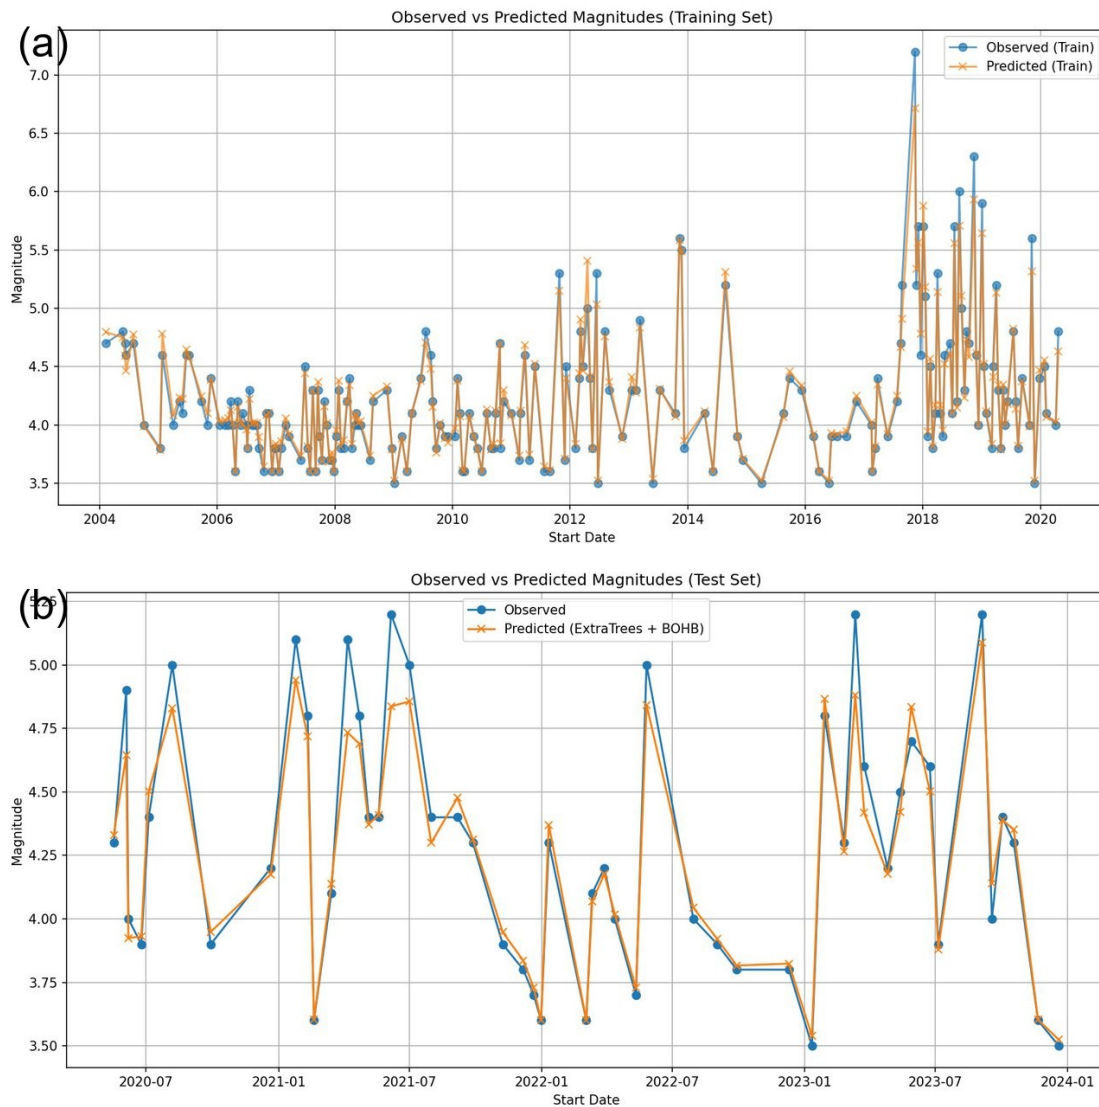 Observed vs Predicted Magnitudes (Training Set)
(a)
Observed (Train)
Predicted (Train)
7.0
6.5
6.0
5.5
5.0
4.5
4.0
3.5
Magnitude
2004 2006 2008 2010 2012 2014 2016 2018 2020
Start Date
Observed vs Predicted Magnitudes (Test Set)
(b)
Observed
Predicted (ExtraTrees + BOHB)
5.25
5.00
4.75
4.50
4.25
4.00
3.75
3.50
Magnitude
2020-07 2021-01 2021-07 2022-01 2022-07 2023-01 2023-07 2024-01
Start Date